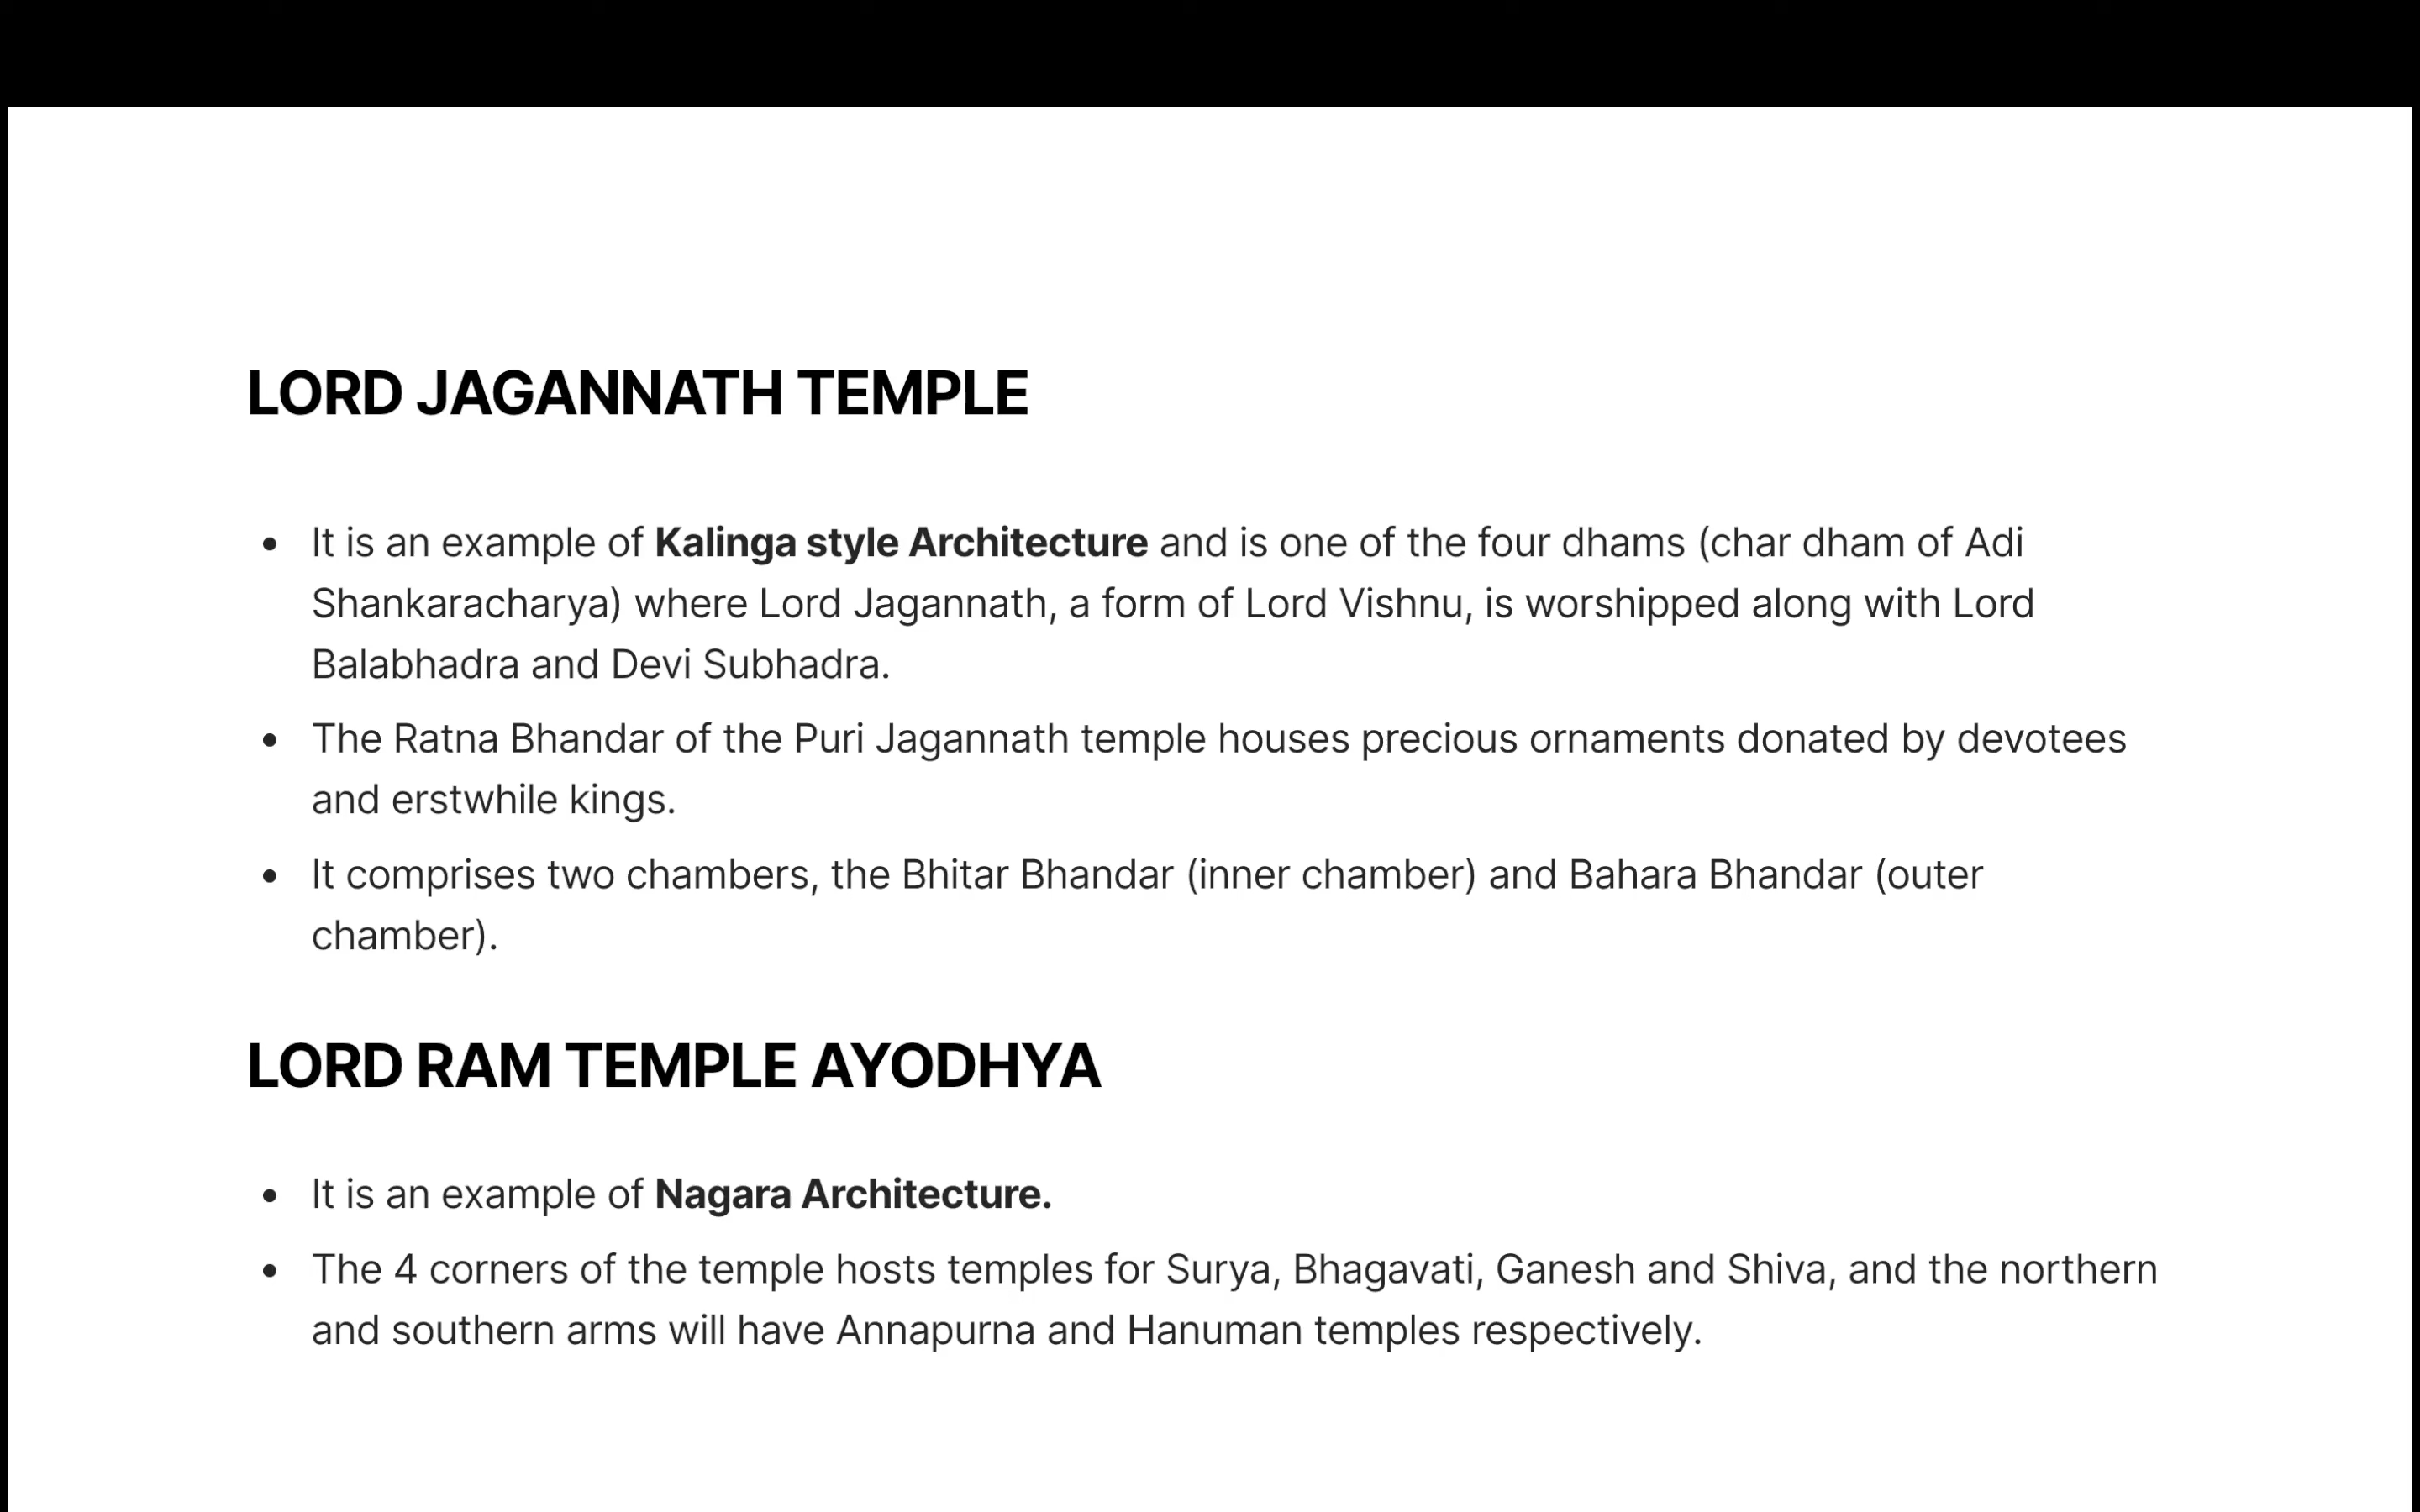 LORD JAGANNATH TEMPLE
• It is an example of Kalinga style Architecture and is one of the four dhams (char dham of Adi
Shankaracharya) where Lord Jagannath, a form of Lord Vishnu, is worshipped along with Lord
Balabhadra and Devi Subhadra.
• The Ratna Bhandar of the Puri Jagannath temple houses precious ornaments donated by devotees
and erstwhile kings.
• It comprises two chambers, the Bhitar Bhandar (inner chamber) and Bahara Bhandar (outer
chamber).
LORD RAM TEMPLE AYODHYA
• It is an example of Nagara Architecture.
• The 4 corners of the temple hosts temples for Surya, Bhagavati, Ganesh and Shiva, and the northern
and southern arms will have Annapurna and Hanuman temples respectively.